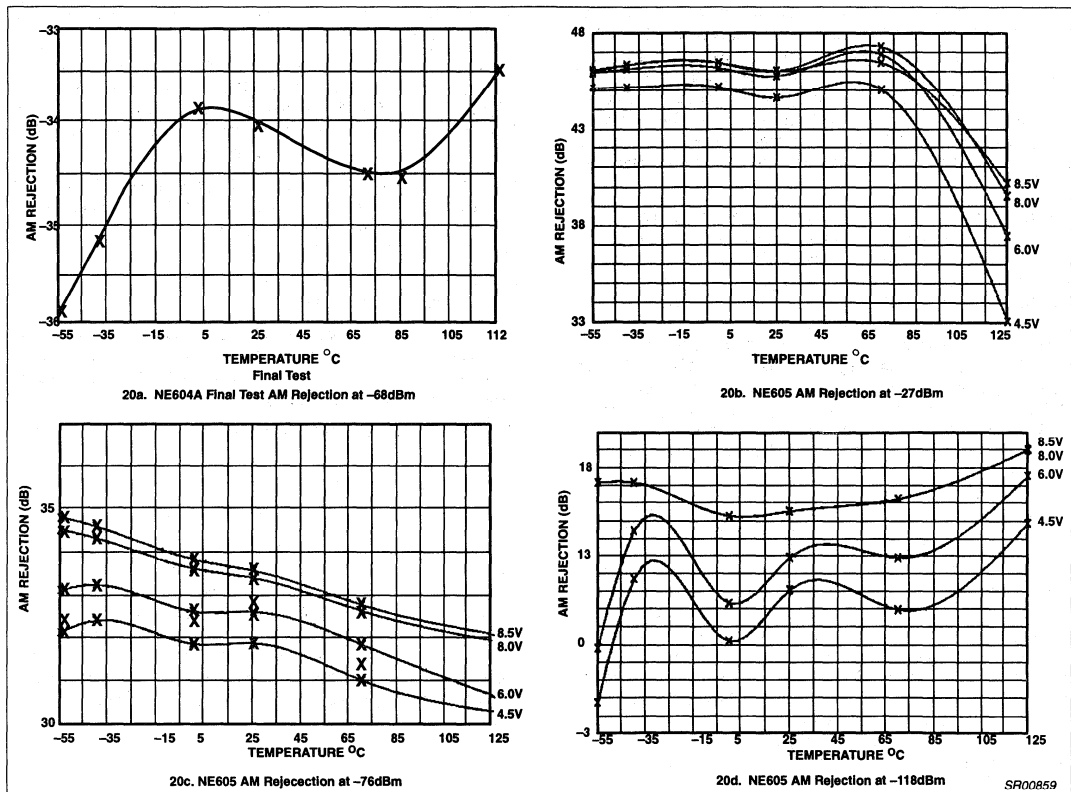 -33
-34
-35
-36
AM REJECTION (dB)
-55 -35 -15 5 25 45 65 85 105 112
TEMPERATURE °C
Final Test
20a. NE604A Final Test AM Rejection at -68dBm
48
43
38
33
AM REJECTION (dB)
8.5V
8.0V
6.0V
4.5V
-55 -35 -15 5 25 45 65 85 105 125
TEMPERATURE °C
20b. NE605 AM Rejection at -27dBm
35
30
AM REJECTION (dB)
8.5V
8.0V
6.0V
4.5V
-55 -35 -15 5 25 45 65 85 105 125
TEMPERATURE °C
20c. NE605 AM Rejecection at -76dBm
18
13
0
-3
AM REJECTION (dB)
8.5V
8.0V
6.0V
4.5V
-55 -35 -15 5 25 45 65 85 105 125
TEMPERATURE °C
20d. NE605 AM Rejection at -118dBm
SR00859